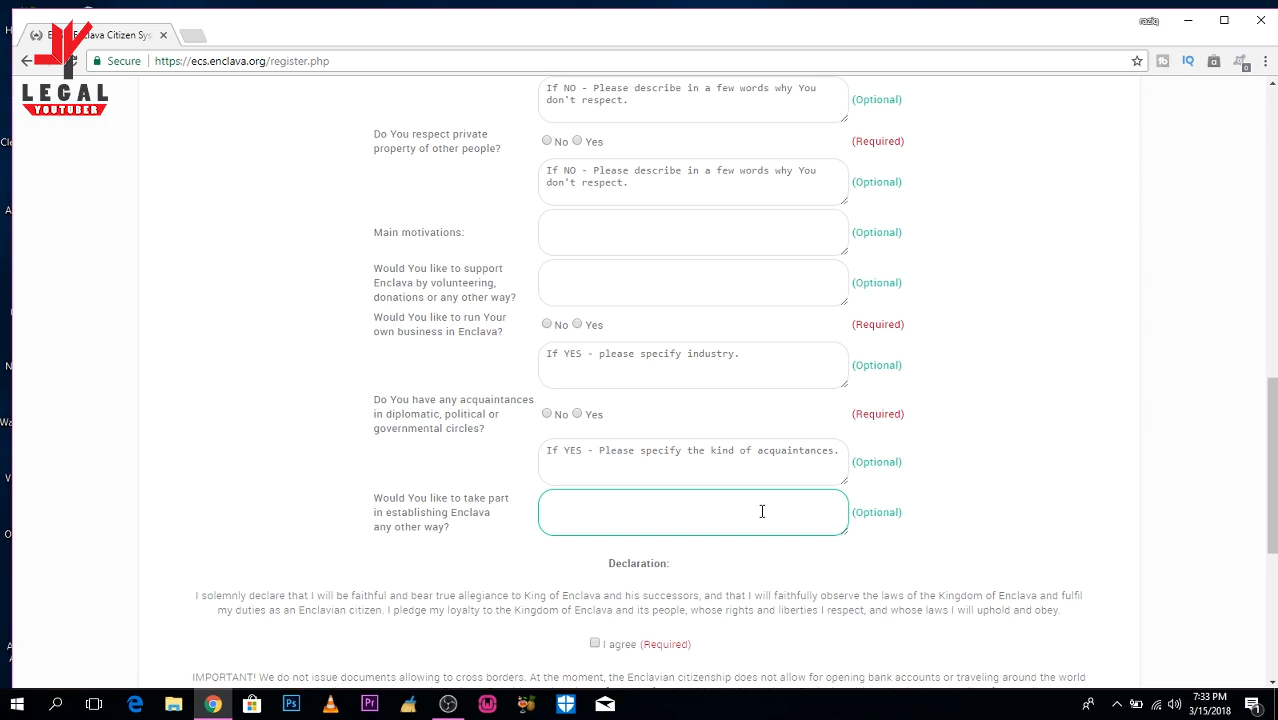 raziq
Enclava Citizen Sys
Secure https://ecs.enclava.org/register.php
LEGAL
YOUTUBER
If NO - Please describe in a few words why You
don't respect.
(Optional)
Do You respect private
property of other people?
No Yes
(Required)
If NO - Please describe in a few words why You
don't respect.
(Optional)
Main motivations:
(Optional)
Would You like to support
Enclava by volunteering,
donations or any other way?
(Optional)
Would You like to run Your
own business in Enclava?
No Yes
(Required)
If YES - please specify industry.
(Optional)
Do You have any acquaintances
in diplomatic, political or
governmental circles?
No Yes
(Required)
If YES - Please specify the kind of acquaintances.
(Optional)
Would You like to take part
in establishing Enclava
any other way?
(Optional)
Declaration:
I solemnly declare that I will be faithful and bear true allegiance to King of Enclava and his successors, and that I will faithfully observe the laws of the Kingdom of Enclava and fulfil
my duties as an Enclavian citizen. I pledge my loyalty to the Kingdom of Enclava and its people, whose rights and liberties I respect, and whose laws I will uphold and obey.
I agree (Required)
IMPORTANT! We do not issue documents allowing to cross borders. At the moment, the Enclavian citizenship does not allow for opening bank accounts or traveling around the world
7:33 PM
3/15/2018